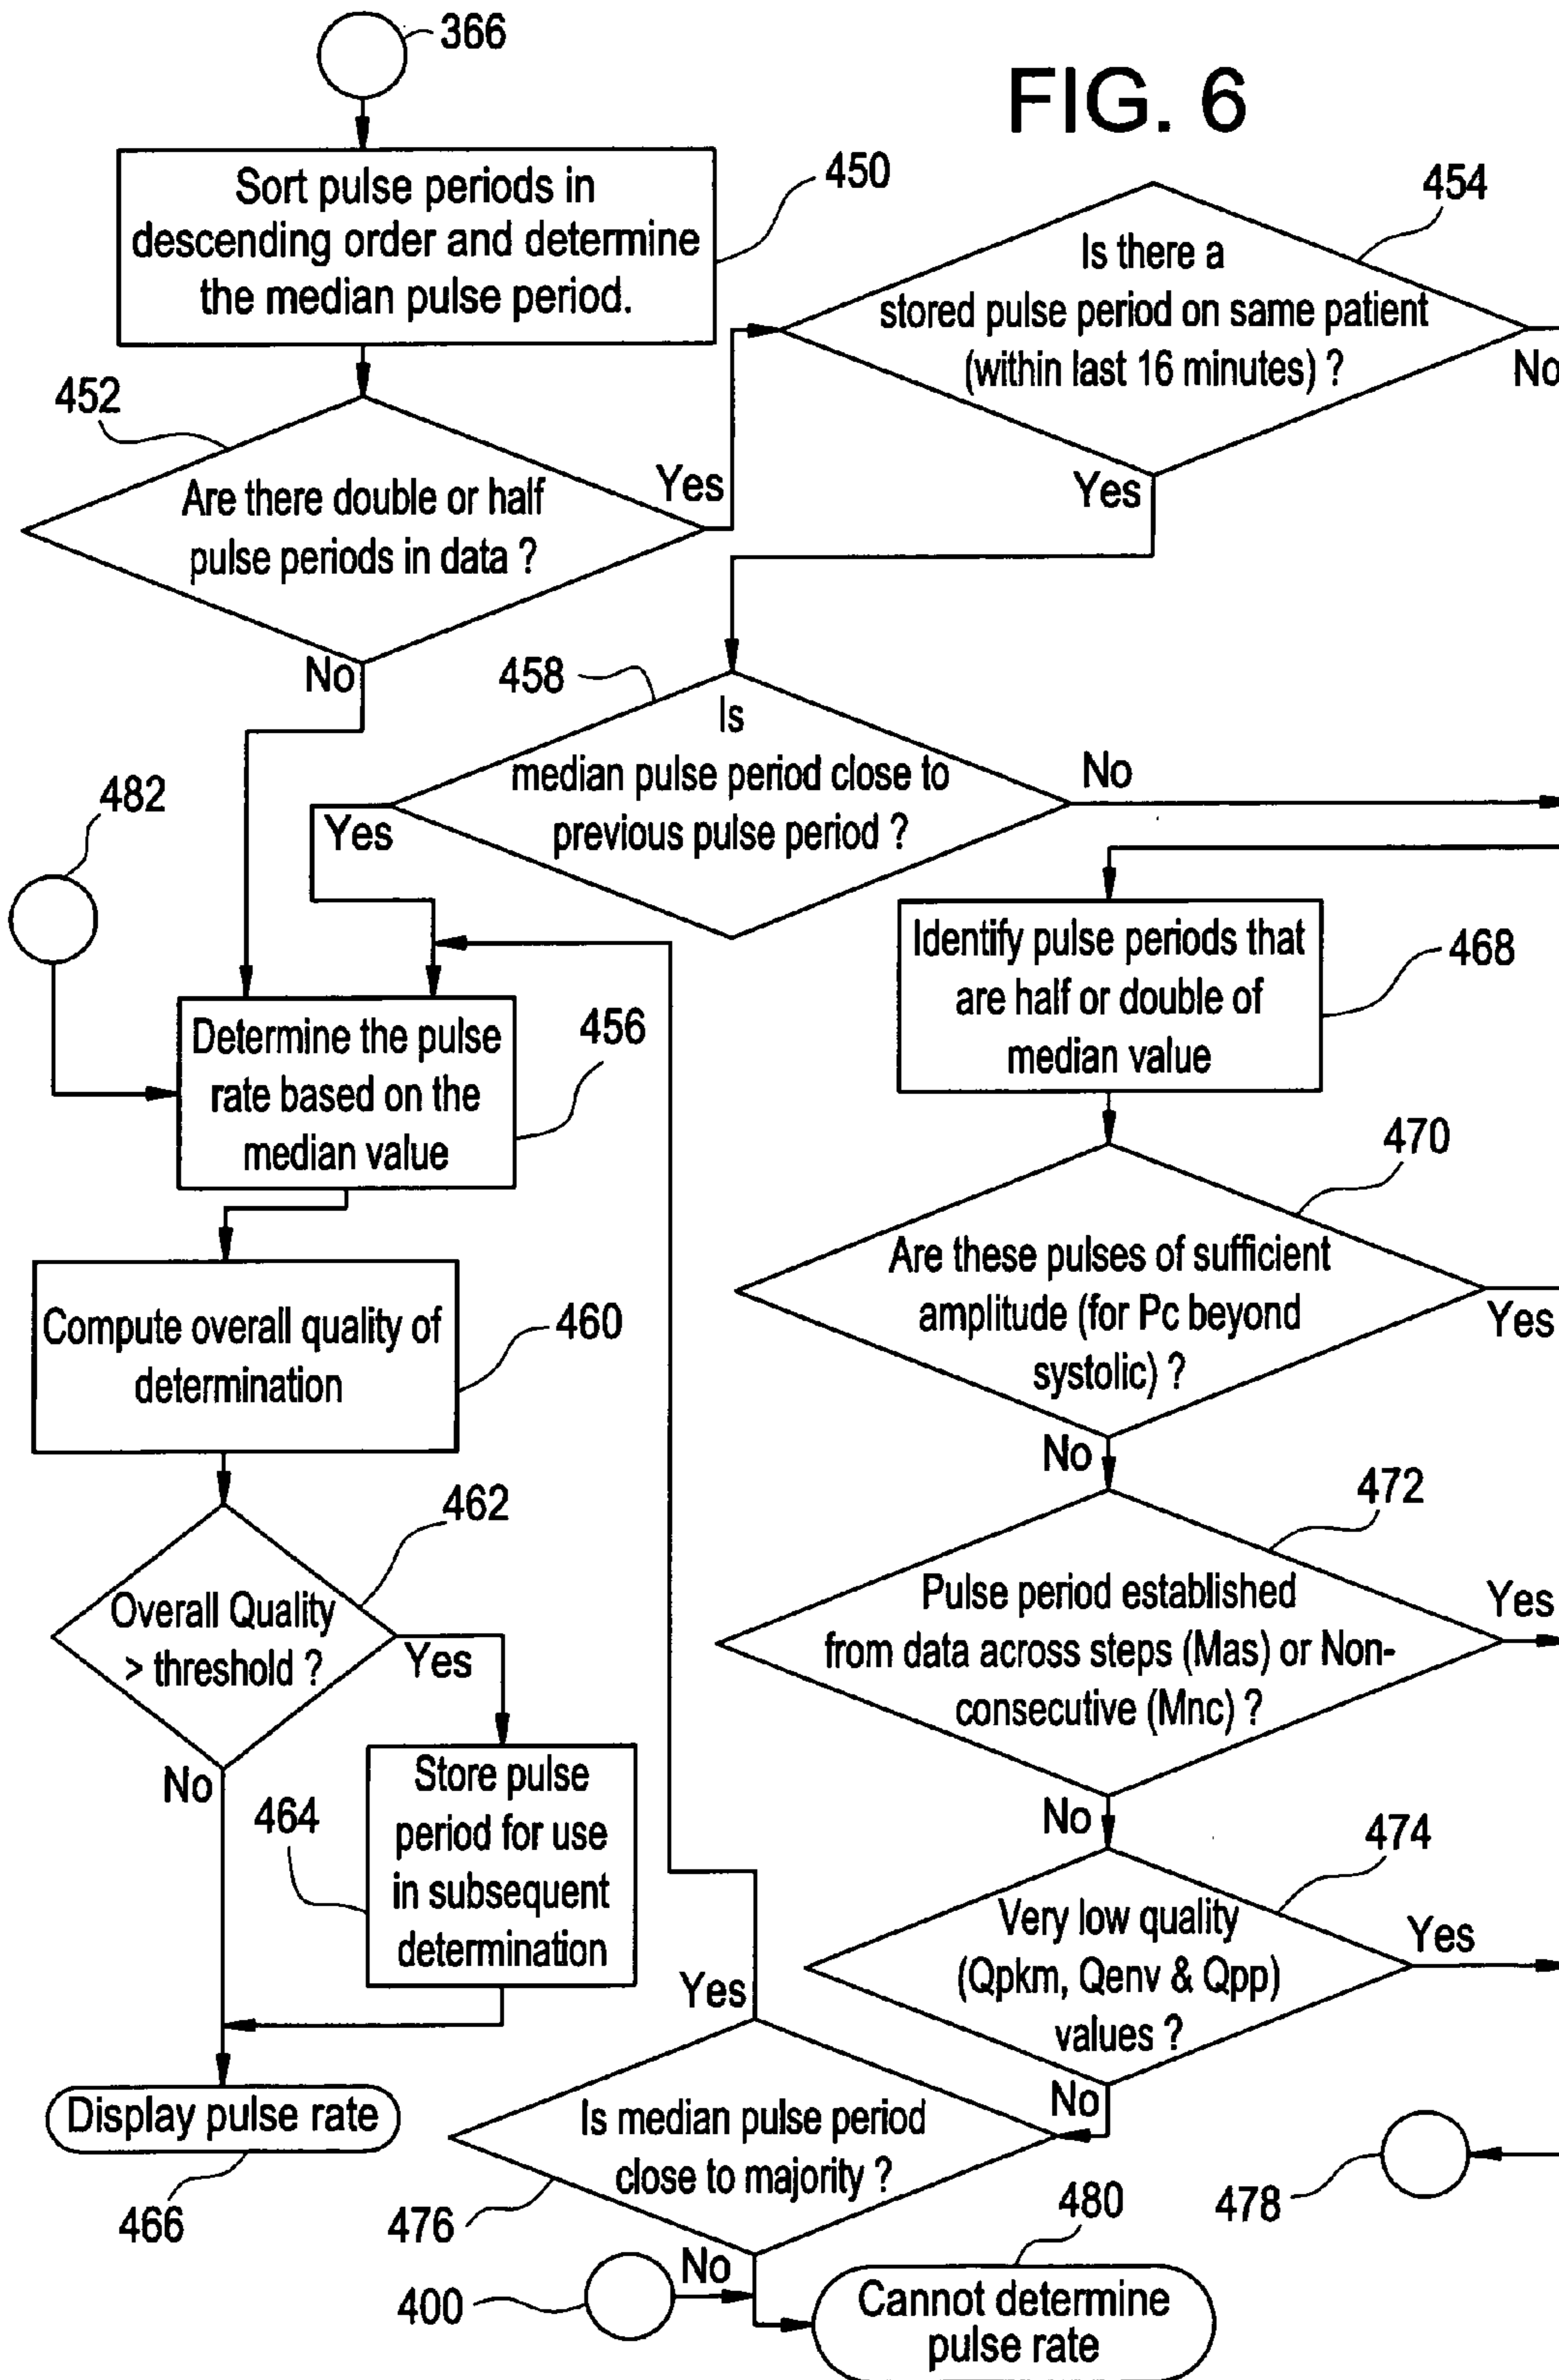 366
FIG. 6
Sort pulse periods in
descending order and determine
the median pulse period.
450
454
Is there a
stored pulse period on same patient
(within last 16 minutes) ?
No
Yes
452
Are there double or half
pulse periods in data ?
Yes
No
458
Is
median pulse period close to
previous pulse period ?
No
Yes
482
Identify pulse periods that
are half or double of
median value
468
Determine the pulse
rate based on the
median value
456
470
Are these pulses of sufficient
amplitude (for Pc beyond
systolic) ?
Yes
No
Compute overall quality of
determination
460
462
Overall Quality
> threshold ?
Yes
No
472
Pulse period established
from data across steps (Mas) or Non-
consecutive (Mnc) ?
Yes
No
464
Store pulse
period for use
in subsequent
determination
474
Very low quality
(Qpkm, Qenv & Qpp)
values ?
Yes
No
Yes
Display pulse rate
466
Is median pulse period
close to majority ?
476
No
478
400
480
Cannot determine
pulse rate